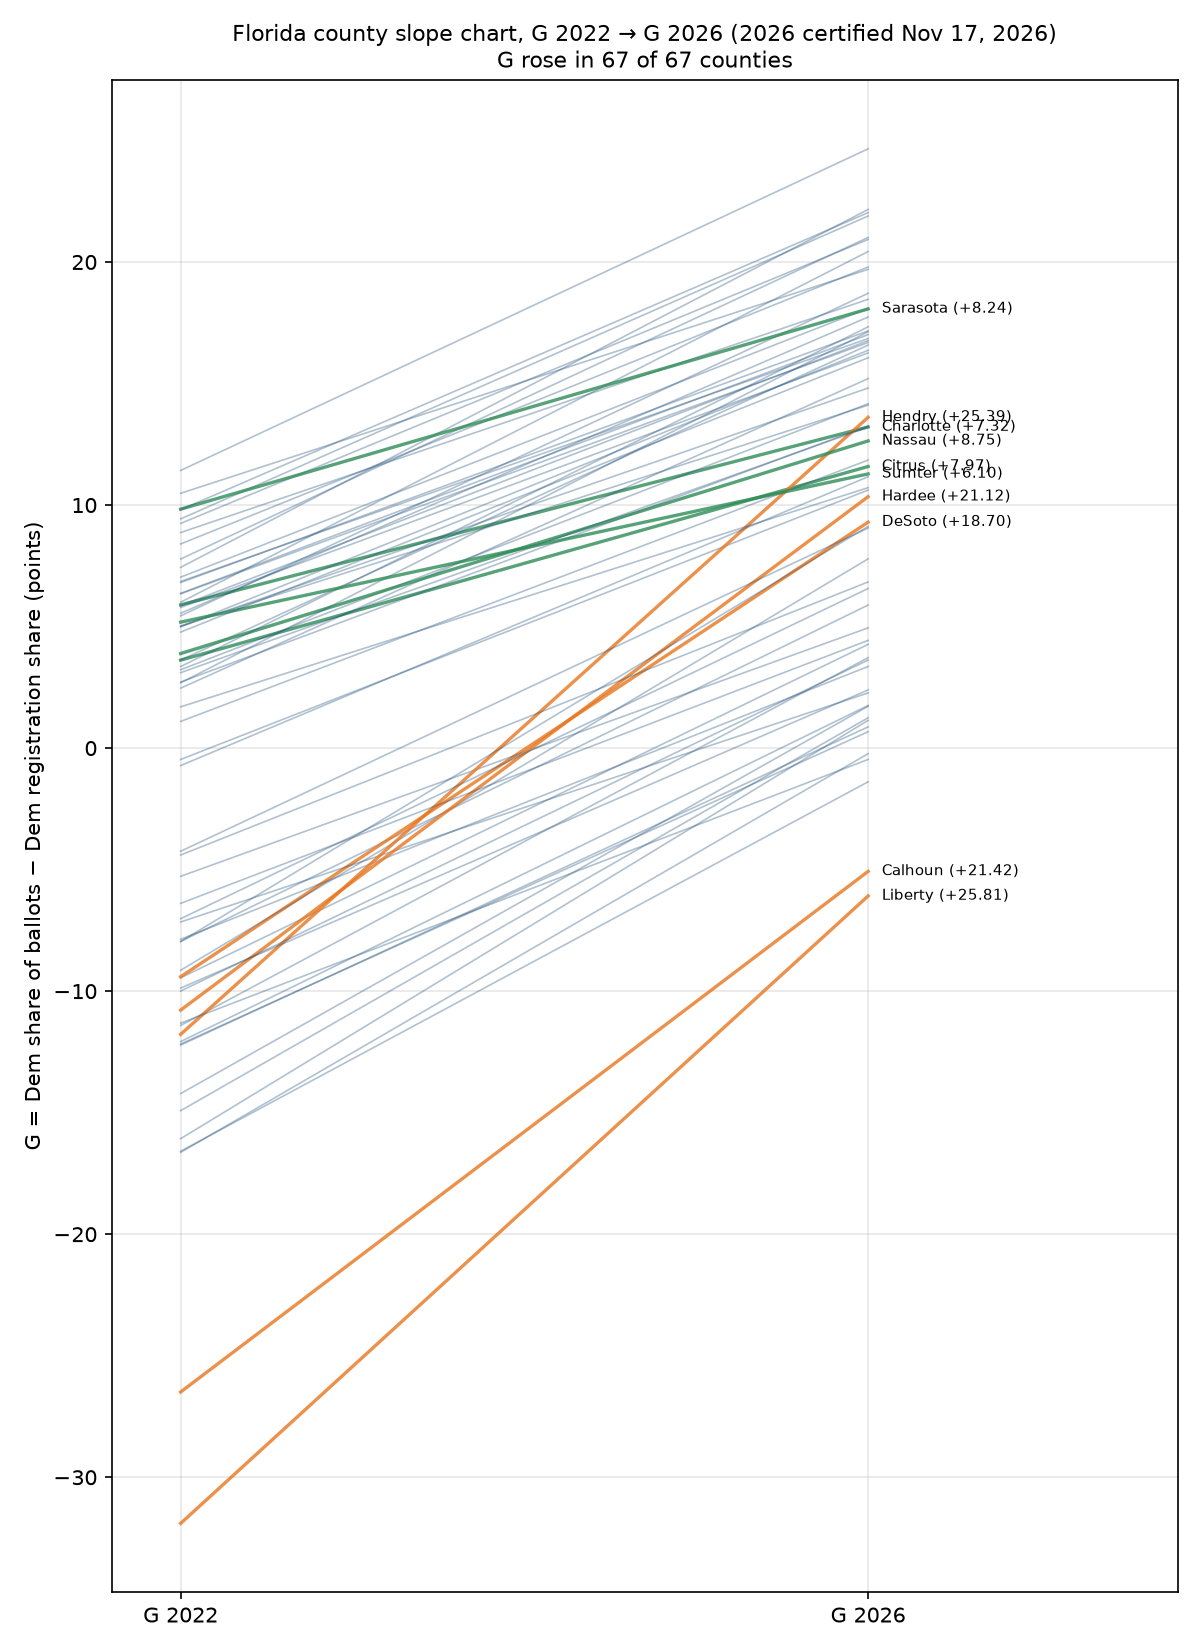 Florida county slope chart, G 2022 → G 2026 (2026 certified Nov 17, 2026)
G rose in 67 of 67 counties
G = Dem share of ballots − Dem registration share (points)
20
10
0
−10
−20
−30
Sarasota (+8.24)
Hendry (+25.39)
Charlotte (+7.32)
Nassau (+8.75)
Citrus (+7.97)
Sumter (+6.10)
Hardee (+21.12)
DeSoto (+18.70)
Calhoun (+21.42)
Liberty (+25.81)
G 2022
G 2026